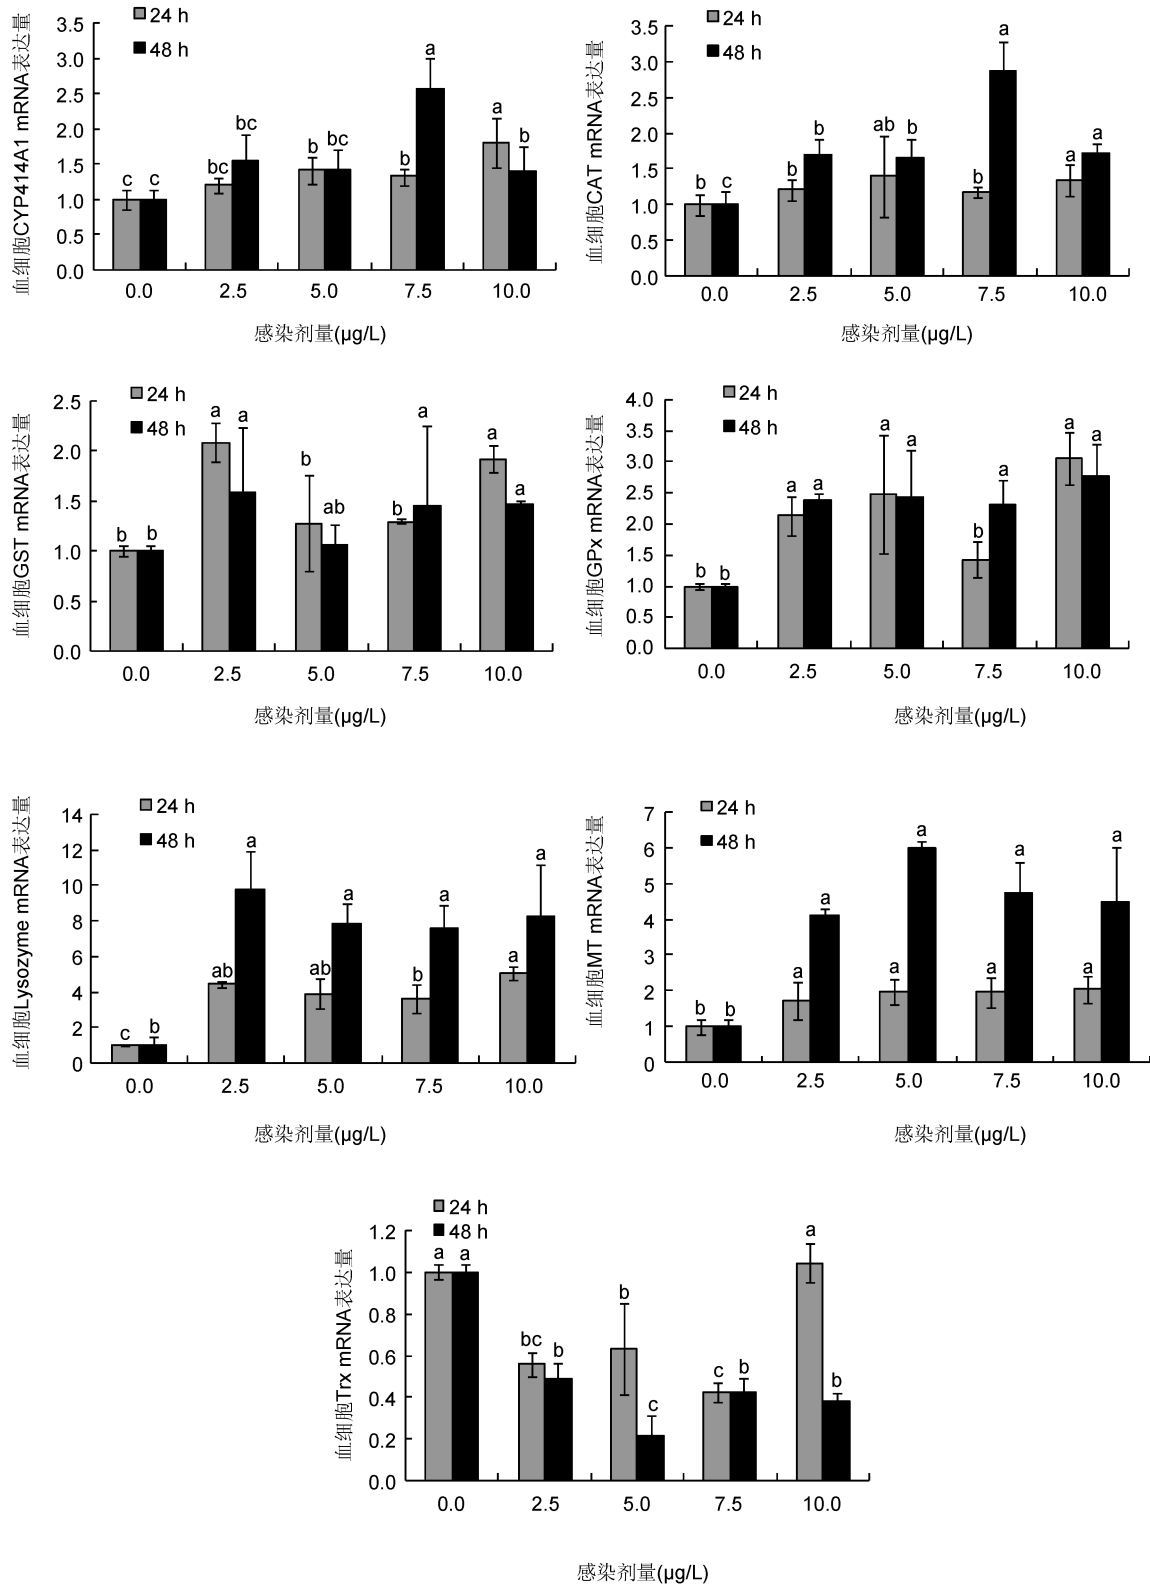 血细胞CYP414A1 mRNA表达量
24 h
48 h
3.5
3.0
2.5
2.0
1.5
1.0
0.5
0.0
c c bc bc b bc b a a b
0.0 2.5 5.0 7.5 10.0
感染剂量(µg/L)
血细胞CAT mRNA表达量
24 h
48 h
3.5
3.0
2.5
2.0
1.5
1.0
0.5
0.0
b c b b ab b b a a a
0.0 2.5 5.0 7.5 10.0
感染剂量(µg/L)
血细胞GST mRNA表达量
24 h
48 h
2.5
2.0
1.5
1.0
0.5
0.0
b b a a b ab b a a a
0.0 2.5 5.0 7.5 10.0
感染剂量(µg/L)
血细胞GPx mRNA表达量
24 h
48 h
4.0
3.5
3.0
2.5
2.0
1.5
1.0
0.5
0.0
b b a a a a b a a a
0.0 2.5 5.0 7.5 10.0
感染剂量(µg/L)
血细胞Lysozyme mRNA表达量
24 h
48 h
14
12
10
8
6
4
2
0
c b ab a ab a b a a a
0.0 2.5 5.0 7.5 10.0
感染剂量(µg/L)
血细胞MT mRNA表达量
24 h
48 h
7
6
5
4
3
2
1
0
b b a a a a a a a a
0.0 2.5 5.0 7.5 10.0
感染剂量(µg/L)
血细胞Trx mRNA表达量
24 h
48 h
1.2
1.0
0.8
0.6
0.4
0.2
0.0
a a bc b b c c b a b
0.0 2.5 5.0 7.5 10.0
感染剂量(µg/L)